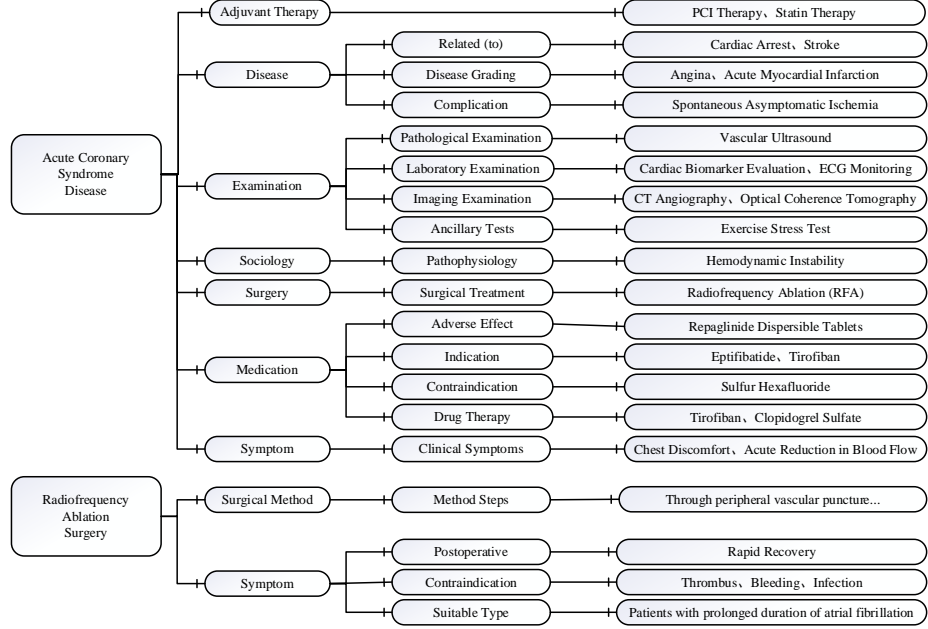 Adjuvant Therapy
PCI Therapy、Statin Therapy
Related (to)
Cardiac Arrest、Stroke
Disease
Disease Grading
Angina、Acute Myocardial Infarction
Complication
Spontaneous Asymptomatic Ischemia
Acute Coronary
Syndrome
Disease
Pathological Examination
Vascular Ultrasound
Laboratory Examination
Cardiac Biomarker Evaluation、ECG Monitoring
Examination
Imaging Examination
CT Angiography、Optical Coherence Tomography
Ancillary Tests
Exercise Stress Test
Sociology
Pathophysiology
Hemodynamic Instability
Surgery
Surgical Treatment
Radiofrequency Ablation (RFA)
Adverse Effect
Repaglinide Dispersible Tablets
Indication
Eptifibatide、Tirofiban
Medication
Contraindication
Sulfur Hexafluoride
Drug Therapy
Tirofiban、Clopidogrel Sulfate
Symptom
Clinical Symptoms
Chest Discomfort、Acute Reduction in Blood Flow
Radiofrequency
Ablation
Surgery
Surgical Method
Method Steps
Through peripheral vascular puncture...
Postoperative
Rapid Recovery
Symptom
Contraindication
Thrombus、Bleeding、Infection
Suitable Type
Patients with prolonged duration of atrial fibrillation